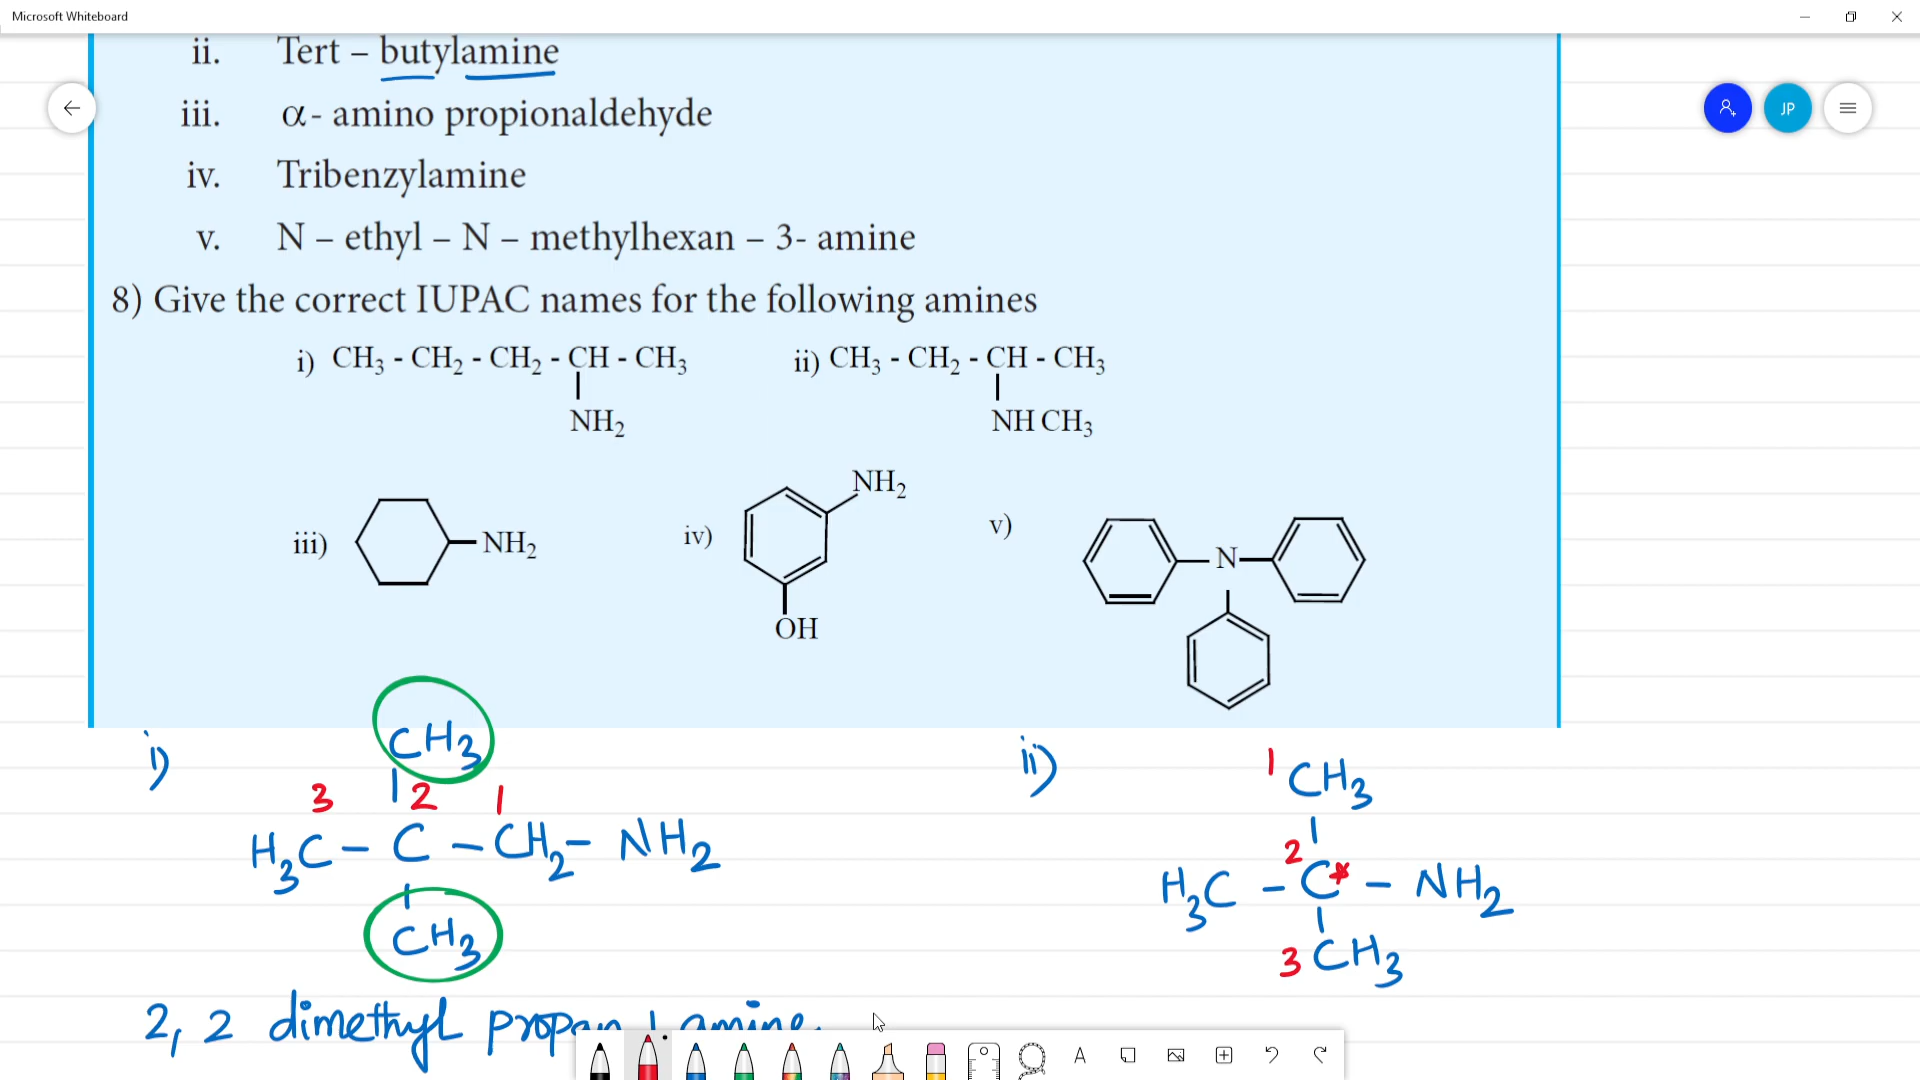 Microsoft Whiteboard
ii. Tert – butylamine
iii. α- amino propionaldehyde
JP
iv. Tribenzylamine
v. N – ethyl – N – methylhexan – 3- amine
8) Give the correct IUPAC names for the following amines
i) CH₃ - CH₂ - CH₂ - CH - CH₃
NH₂
ii) CH₃ - CH₂ - CH - CH₃
NH CH₃
iii) NH₂
iv) NH₂
OH
v) N
i) CH₃
3 2 1
H₃C – C – CH₂ – NH₂
CH₃
2, 2 dimethyl propan 1 amine
ii) 1 CH₃
2
H₃C – C* – NH₂
3 CH₃
A